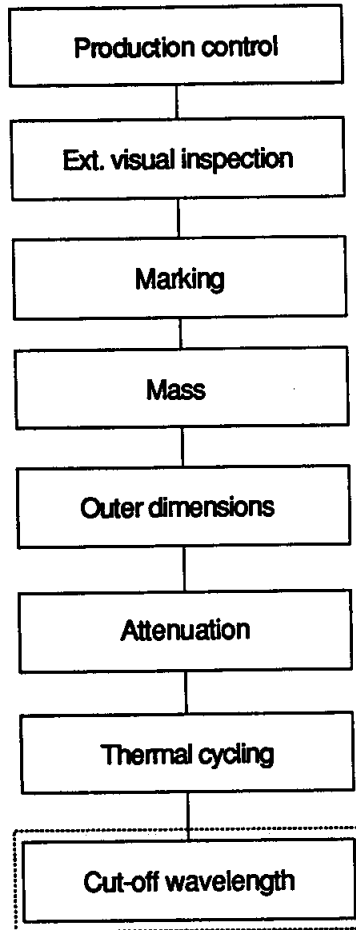 Production control
Ext. visual inspection
Marking
Mass
Outer dimensions
Attenuation
Thermal cycling
Cut-off wavelength